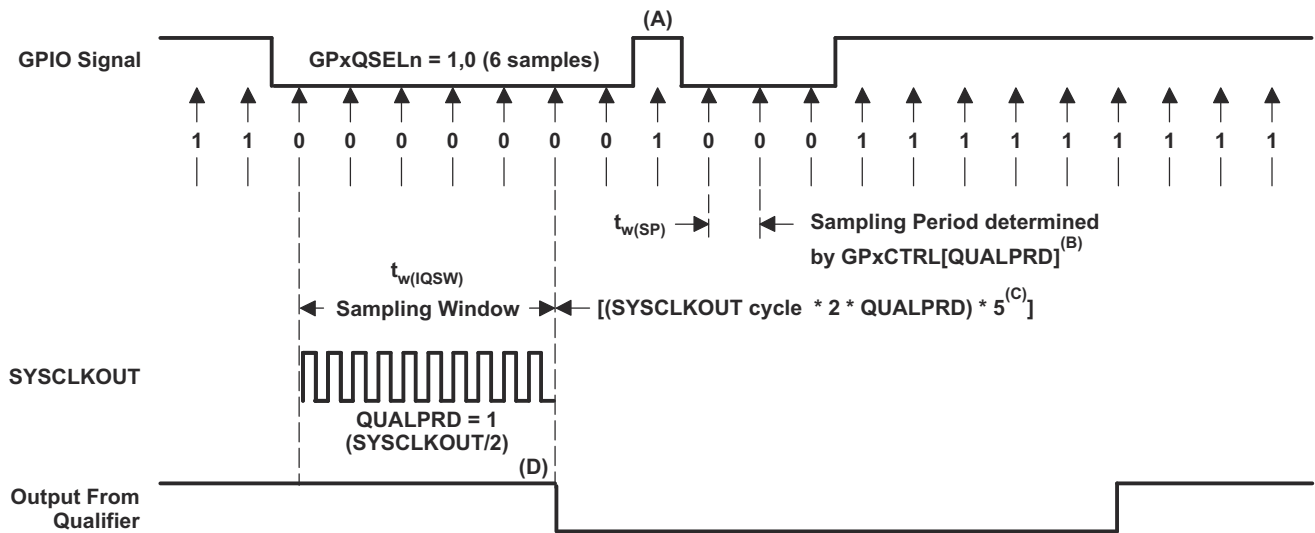 (A)
GPIO Signal
GPxQSELn = 1,0 (6 samples)
1 1 0 0 0 0 0 0 0 1 0 0 0 1 1 1 1 1 1 1 1 1
tw(SP)
Sampling Period determined
by GPxCTRL[QUALPRD](B)
tw(IQSW)
Sampling Window
[(SYSCLKOUT cycle * 2 * QUALPRD) * 5(C)]
SYSCLKOUT
QUALPRD = 1
(SYSCLKOUT/2)
(D)
Output From
Qualifier